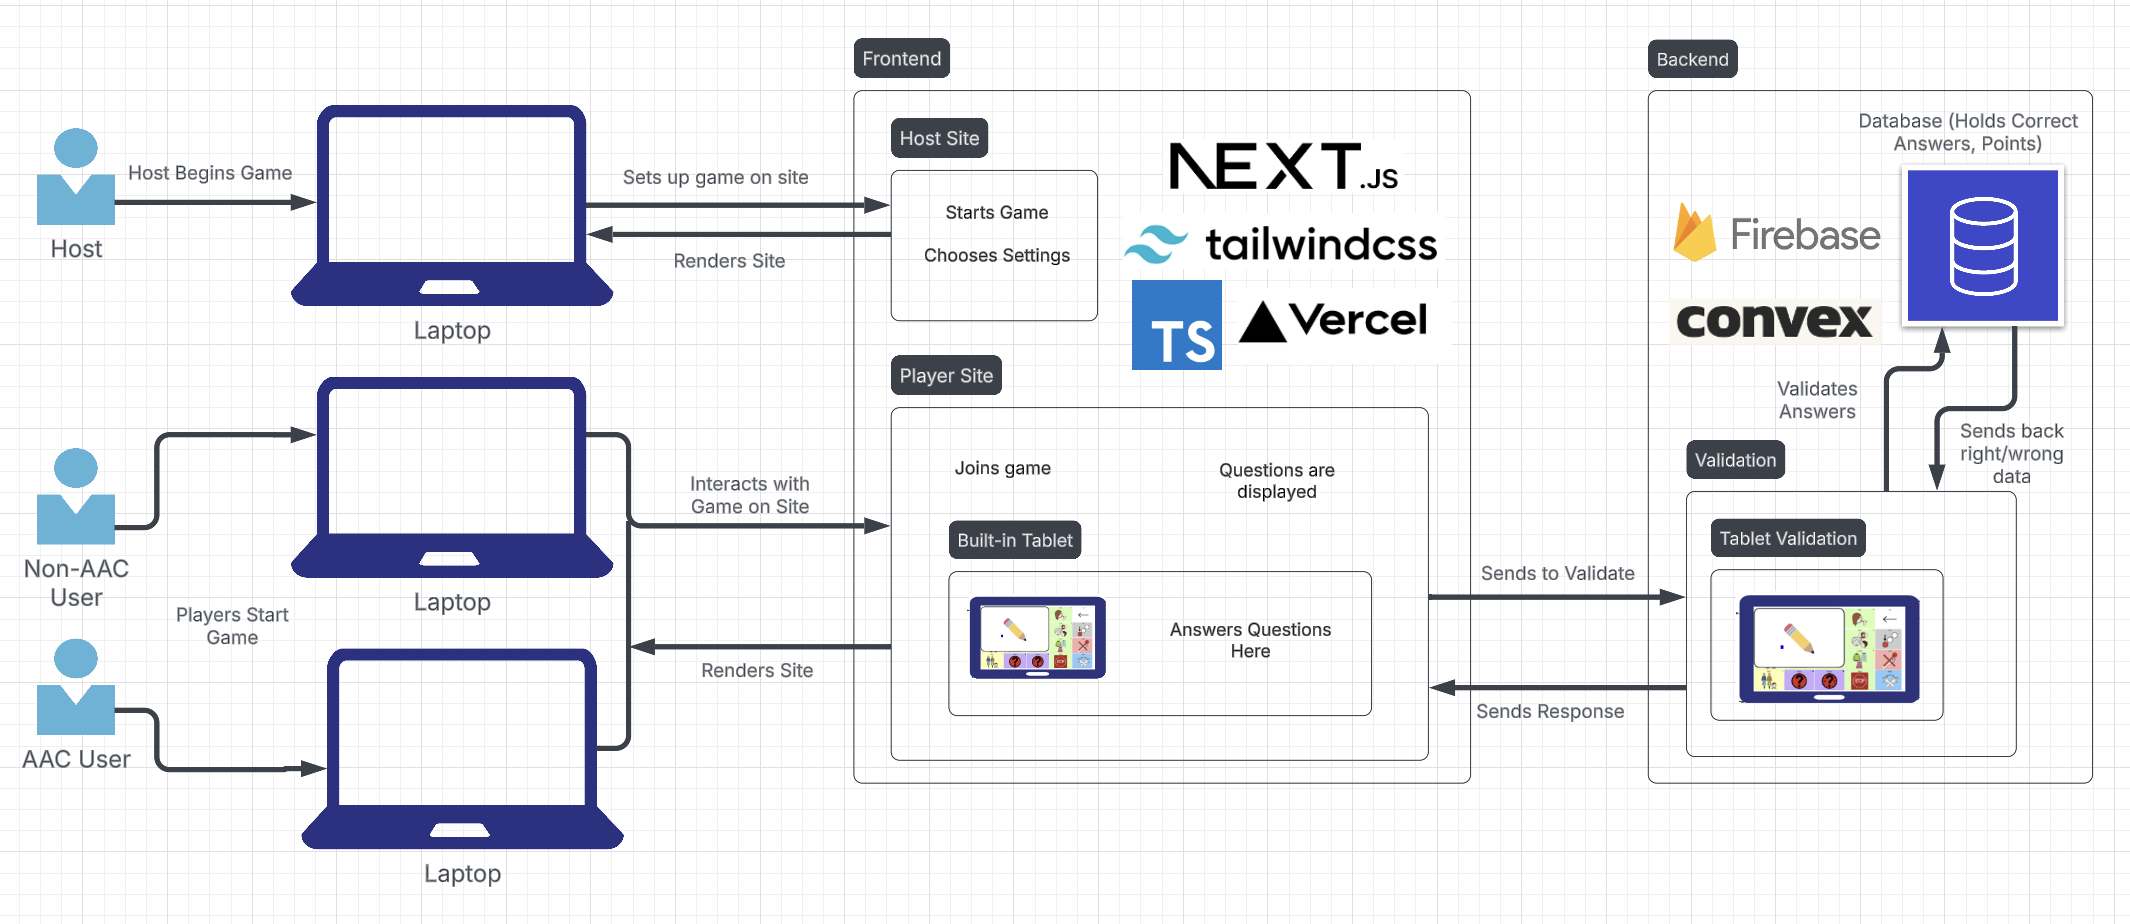 Frontend
Backend
Host Site
Database (Holds Correct
Answers, Points)
NEXT.JS
Host Begins Game
Sets up game on site
Starts Game
Host
Renders Site
Chooses Settings
tailwindcss
Firebase
TS
Vercel
convex
Laptop
Player Site
Validates
Answers
Sends back
right/wrong
data
Validation
Joins game
Questions are
displayed
Interacts with
Game on Site
Built-in Tablet
Tablet Validation
Non-AAC
User
Laptop
Players Start
Game
Sends to Validate
Answers Questions
Here
Renders Site
Sends Response
AAC User
Laptop